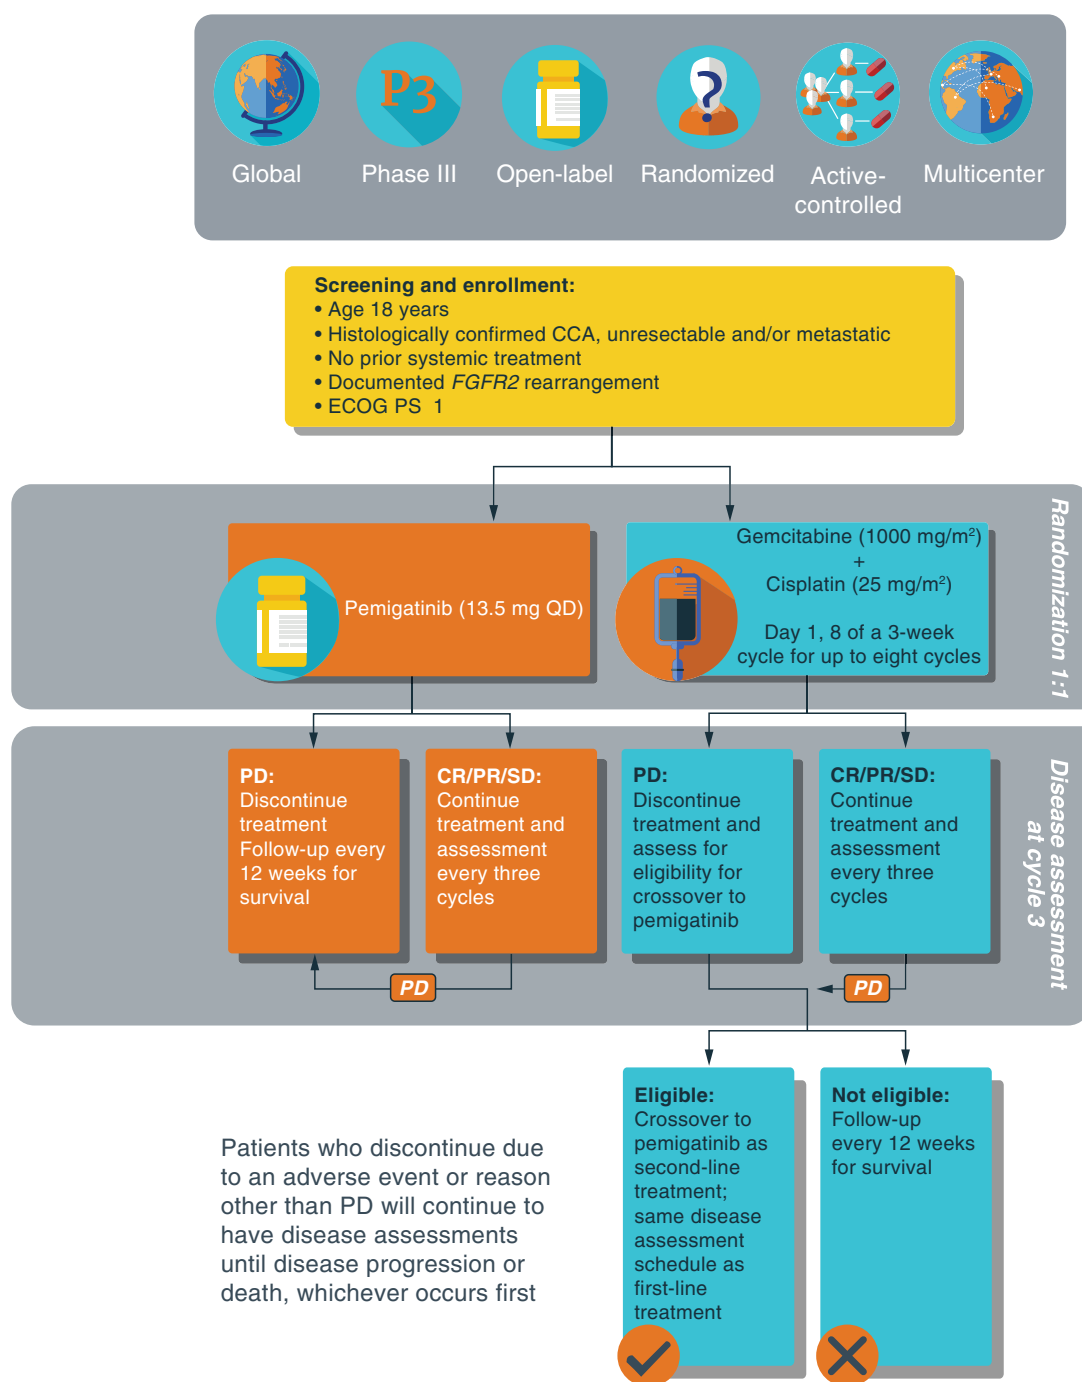 P3
Global
Phase III
Open-label
Randomized
Active-
controlled
Multicenter
Screening and enrollment:
• Age 18 years
• Histologically confirmed CCA, unresectable and/or metastatic
• No prior systemic treatment
• Documented FGFR2 rearrangement
• ECOG PS 1
Randomization 1:1
Pemigatinib (13.5 mg QD)
Gemcitabine (1000 mg/m²)
+
Cisplatin (25 mg/m²)
Day 1, 8 of a 3-week
cycle for up to eight cycles
Disease assessment
at cycle 3
PD:
Discontinue
treatment
Follow-up every
12 weeks for
survival
CR/PR/SD:
Continue
treatment and
assessment
every three
cycles
PD:
Discontinue
treatment and
assess for
eligibility for
crossover to
pemigatinib
CR/PR/SD:
Continue
treatment and
assessment
every three
cycles
PD
PD
Eligible:
Crossover to
pemigatinib as
second-line
treatment;
same disease
assessment
schedule as
first-line
treatment
Not eligible:
Follow-up
every 12 weeks
for survival
Patients who discontinue due
to an adverse event or reason
other than PD will continue to
have disease assessments
until disease progression or
death, whichever occurs first